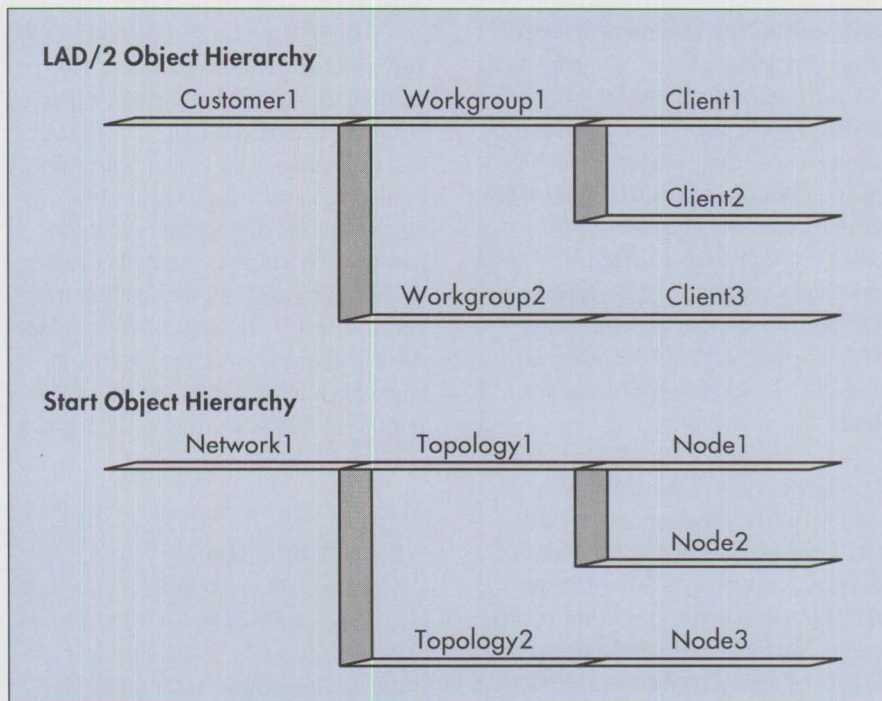 LAD/2 Object Hierarchy
Customer1 Workgroup1 Client1
Client2
Workgroup2 Client3
Start Object Hierarchy
Network1 Topology1 Node1
Node2
Topology2 Node3